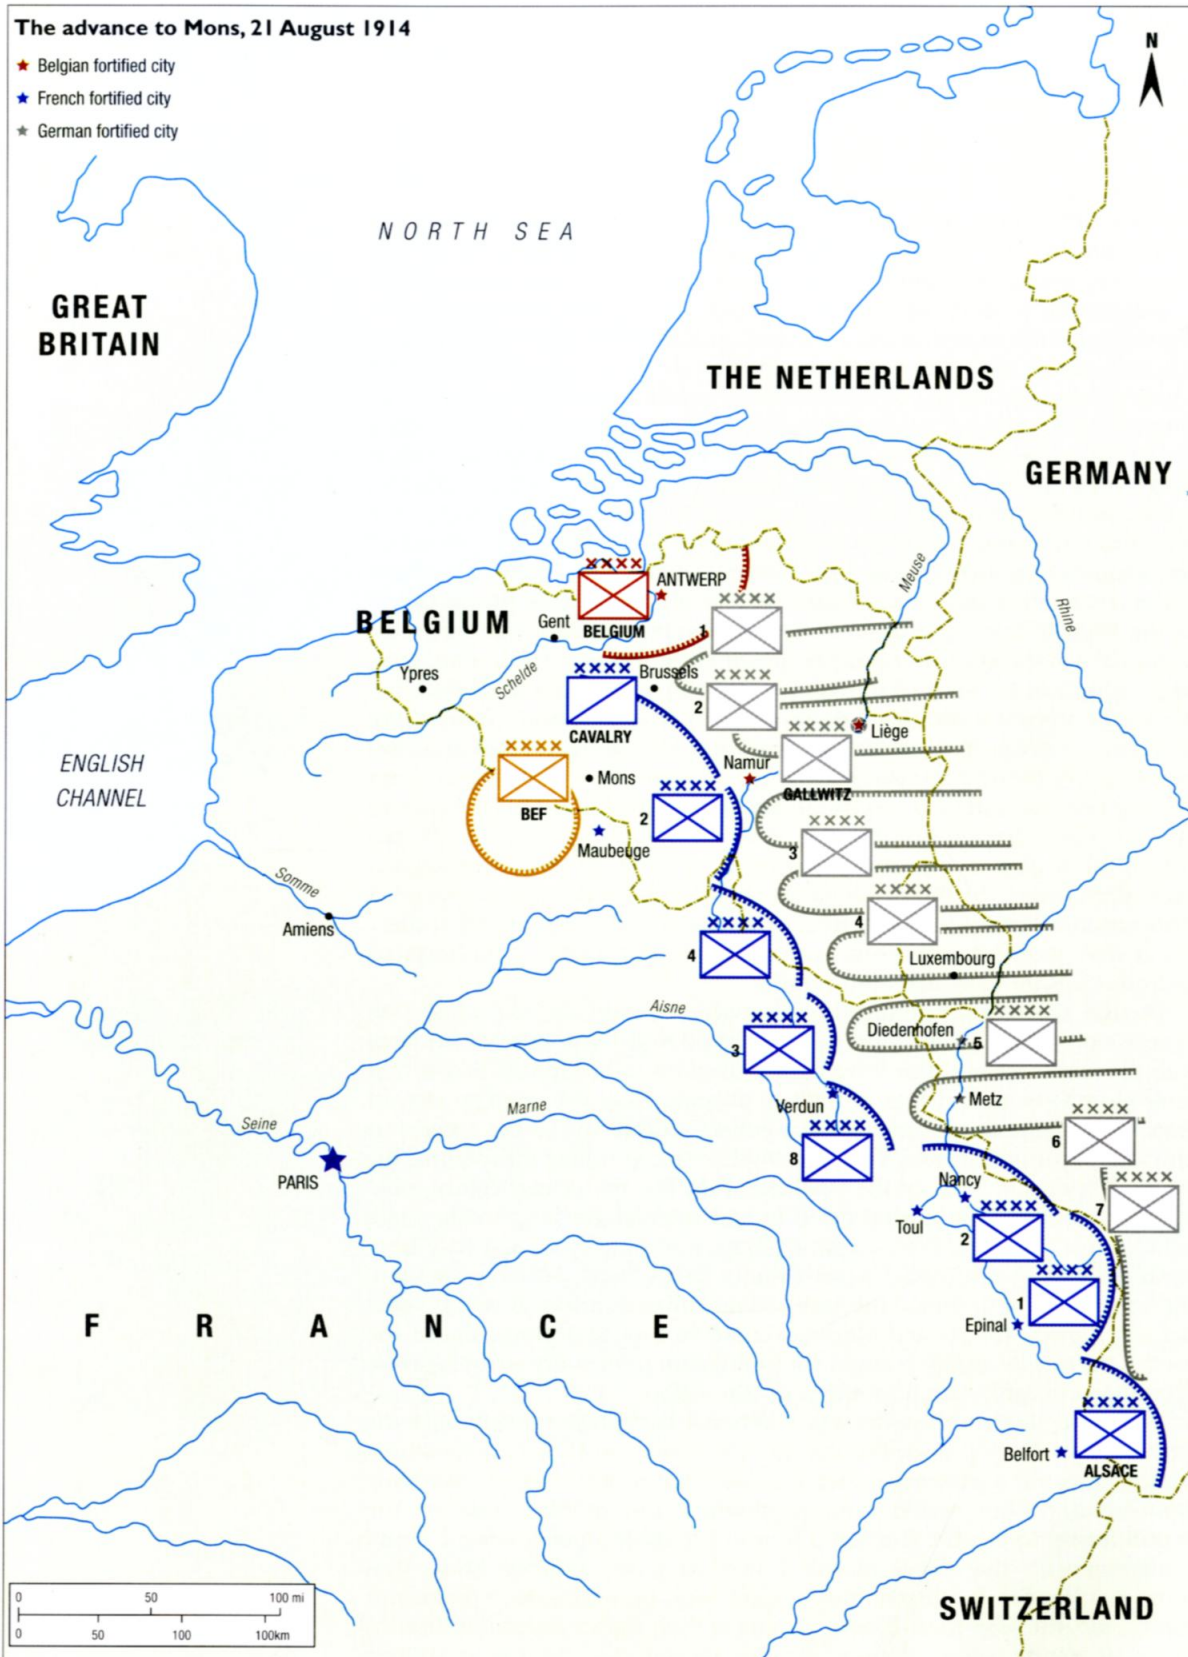 The advance to Mons, 21 August 1914
Belgian fortified city
French fortified city
German fortified city
N
NORTH SEA
GREAT
BRITAIN
THE NETHERLANDS
GERMANY
Meuse
Rhine
ANTWERP
BELGIUM
Gent
BELGIUM
1
Ypres
Schelde
Brussels
2
CAVALRY
Liège
ENGLISH
CHANNEL
Namur
Mons
GALLWITZ
BEF
2
Maubeuge
3
Somme
Amiens
4
4
Luxembourg
Aisne
Diedenhofen
5
3
Metz
Verdun
Marne
Seine
6
8
PARIS
Nancy
7
Toul
2
1
Epinal
FRANCE
Belfort
ALSACE
SWITZERLAND
0 50 100 mi
0 50 100 100km